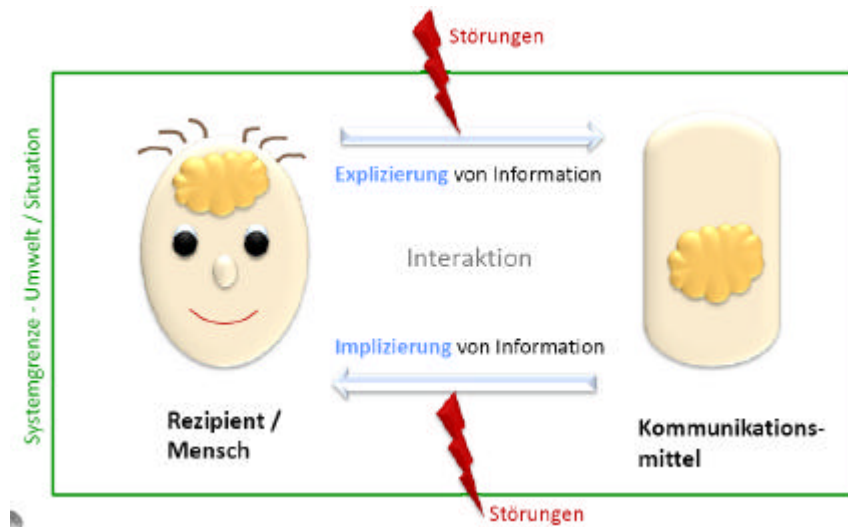 Störungen
Systemgrenze - Umwelt / Situation
Explizierung von Information
Interaktion
Implizierung von Information
Rezipient /
Mensch
Kommunikations-
mittel
Störungen